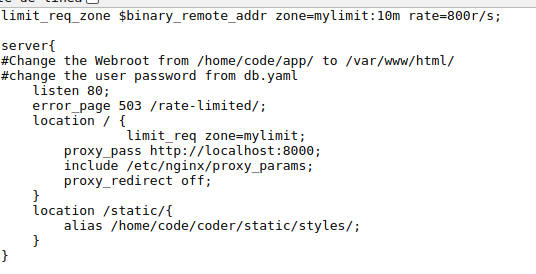 limit_req_zone $binary_remote_addr zone=mylimit:10m rate=800r/s;

server{
#Change the Webroot from /home/code/app/ to /var/www/html/
#change the user password from db.yaml
    listen 80;
    error_page 503 /rate-limited/;
    location / {
                limit_req zone=mylimit;
        proxy_pass http://localhost:8000;
        include /etc/nginx/proxy_params;
        proxy_redirect off;
    }
    location /static/{
        alias /home/code/coder/static/styles/;
    }
}